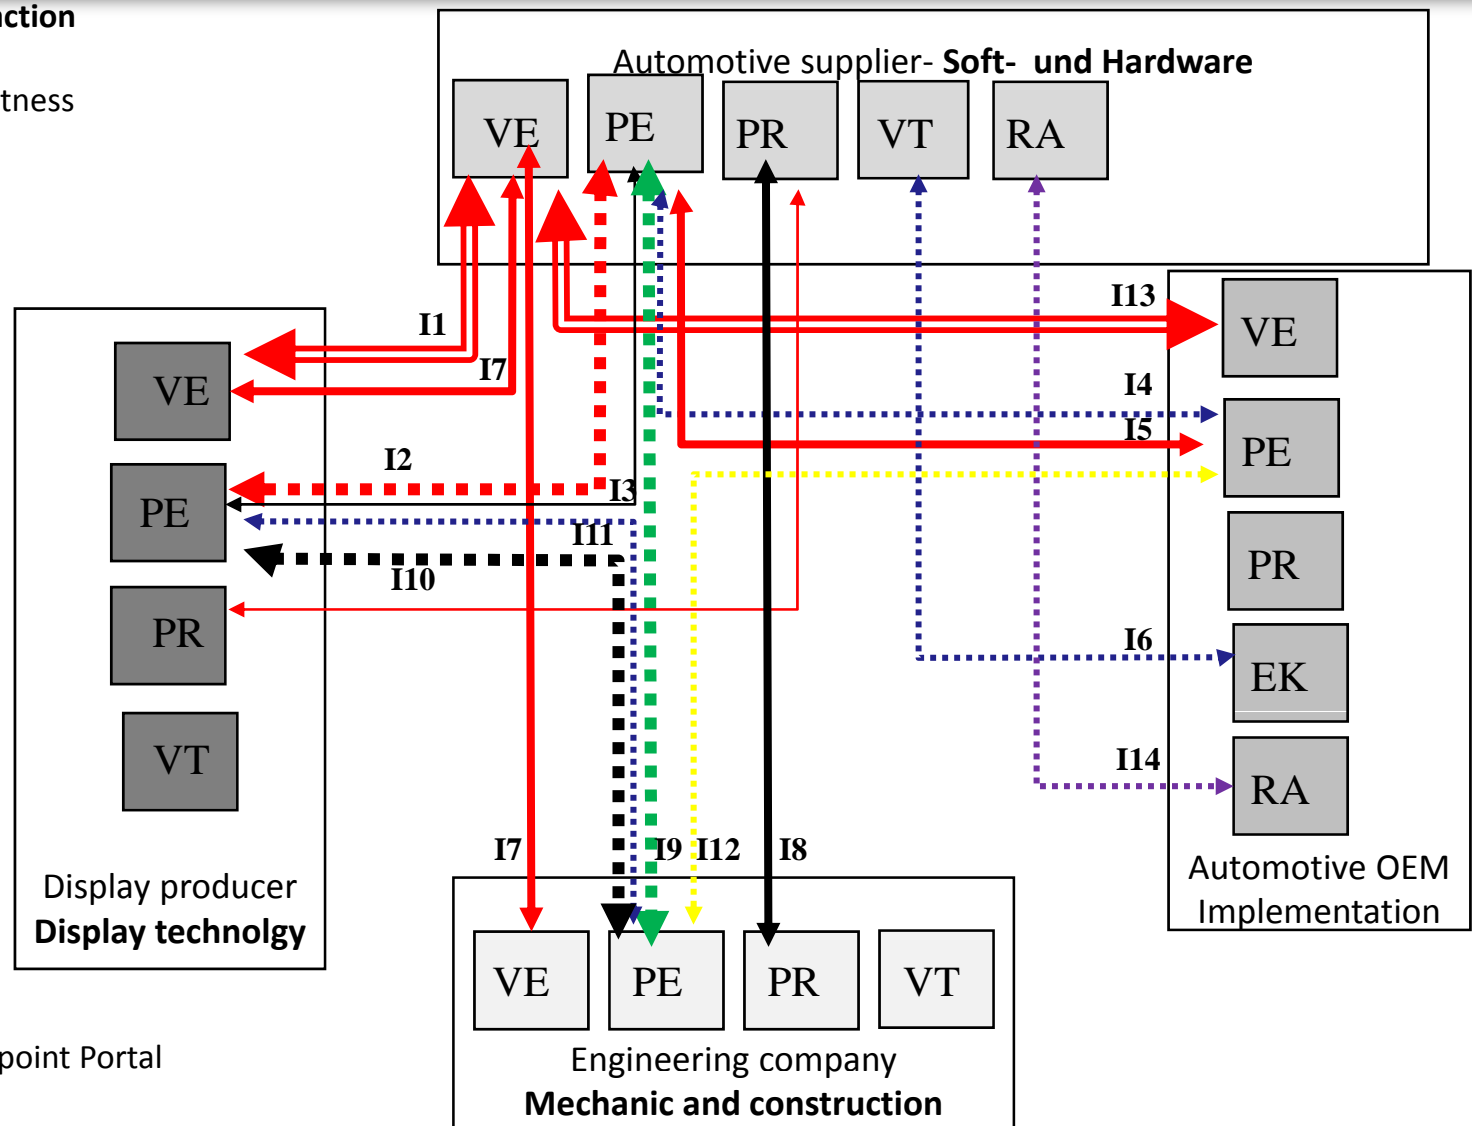 action
tness
Automotive supplier- Soft- und Hardware
VE
PE
PR
VT
RA
I13
VE
I1
I7
VE
I4
I5
PE
I2
I3
PE
I11
I10
PR
PR
I6
EK
VT
I14
RA
I7
I9
I12
I8
Display producer
Display technolgy
Automotive OEM
Implementation
VE
PE
PR
VT
Engineering company
Mechanic and construction
point Portal